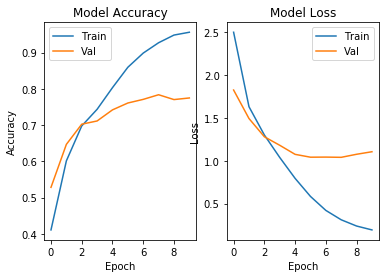 Model Accuracy
Train
Val
0.9
0.8
0.7
0.6
0.5
0.4
Accuracy
0 2 4 6 8
Epoch
Model Loss
Train
Val
2.5
2.0
1.5
1.0
0.5
Loss
0 2 4 6 8
Epoch